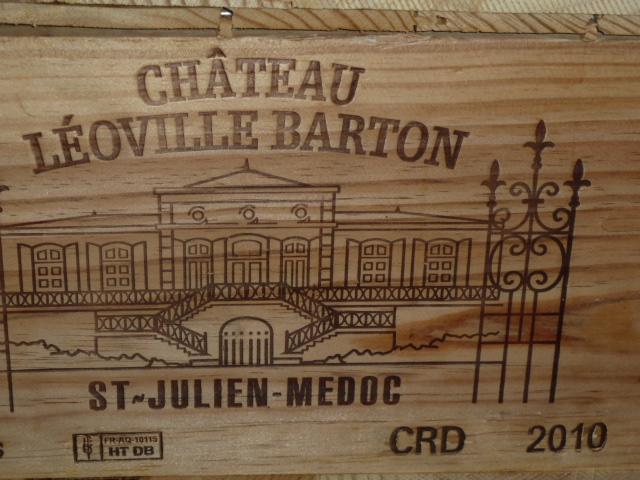 CHÂTEAU
LÉOVILLE BARTON
ST~JULIEN-MEDOC
FR-AQ-10115
HT DB
CRD 2010